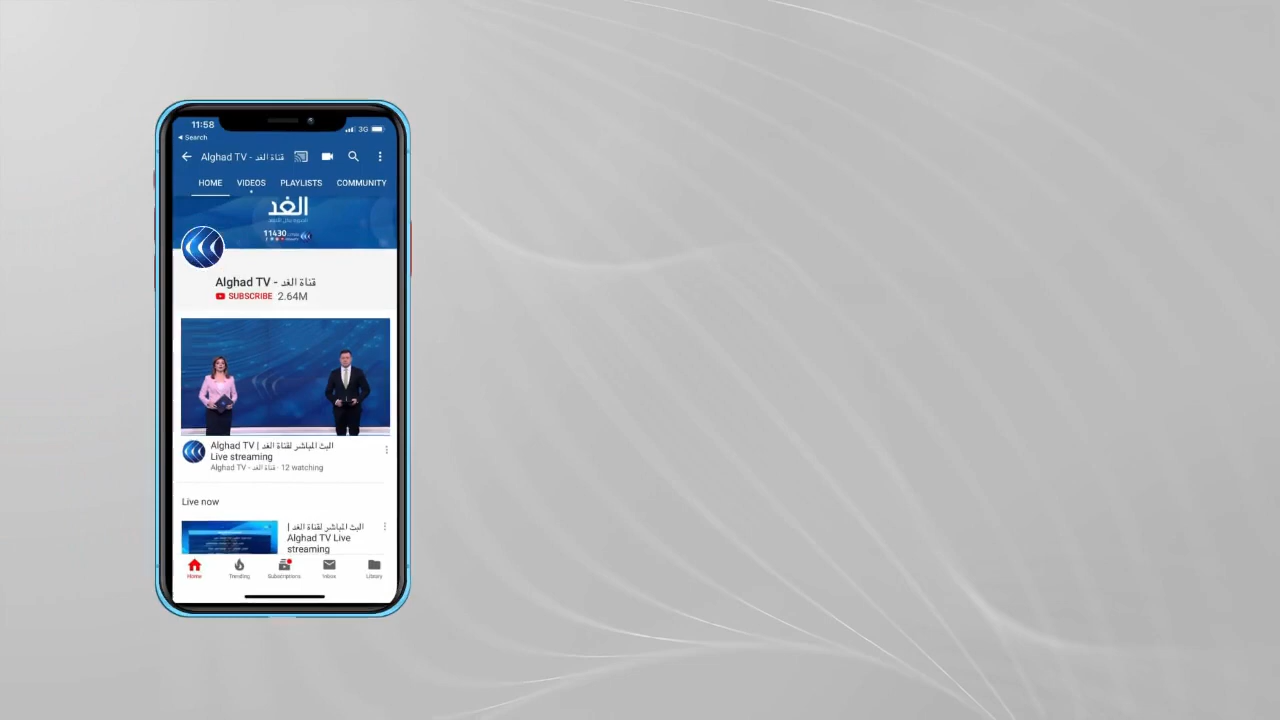 11:58
3G
Search
Alghad TV - قناة الغد
HOME VIDEOS PLAYLISTS COMMUNITY
الغد
11430
Alghad TV - قناة الغد
SUBSCRIBE 2.64M
Alghad TV | البث المباشر لقناة الغد
Live streaming
Alghad TV - قناة الغد · 12 watching
Live now
| البث المباشر لقناة الغد
Alghad TV Live
streaming
Home Trending Subscriptions Inbox Library